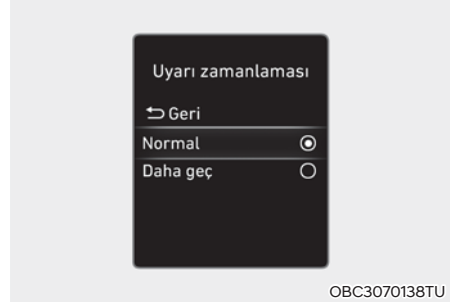 Uyarı zamanlaması
Geri
Normal
Daha geç
OBC3070138TU